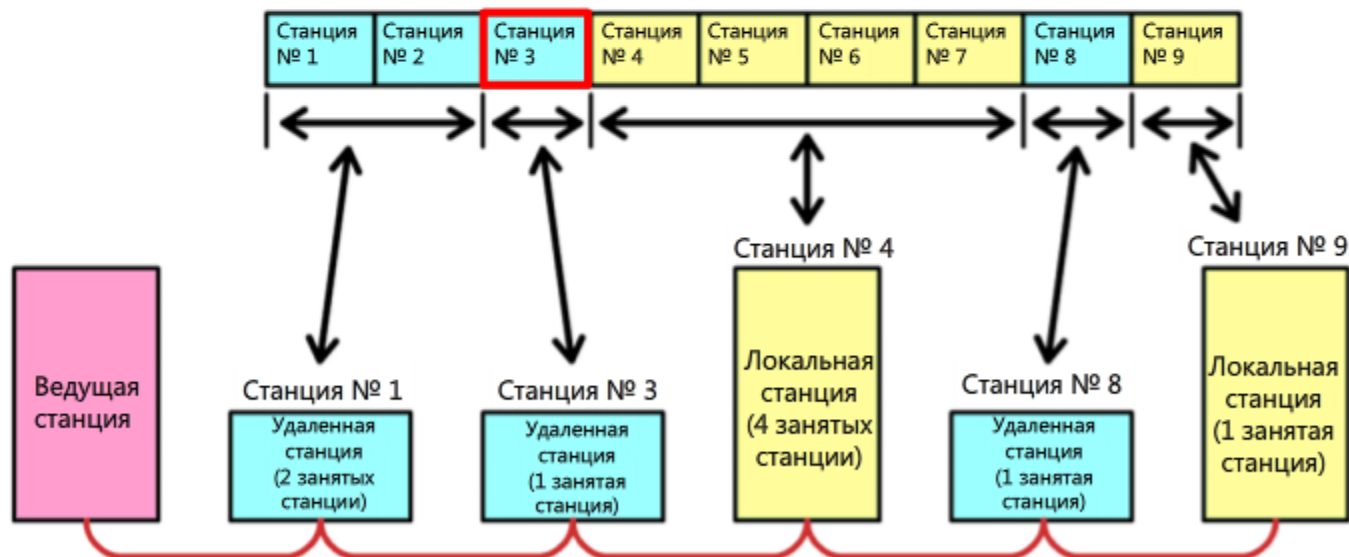 Станция № 1
Станция № 2
Станция № 3
Станция № 4
Станция № 5
Станция № 6
Станция № 7
Станция № 8
Станция № 9
Станция № 4
Станция № 9
Ведущая
станция
Станция № 1
Удаленная
станция
(2 занятых
станции)
Станция № 3
Удаленная
станция
(1 занятая
станция)
Локальная
станция
(4 занятых
станции)
Станция № 8
Удаленная
станция
(1 занятая
станция)
Локальная
станция
(1 занятая
станция)